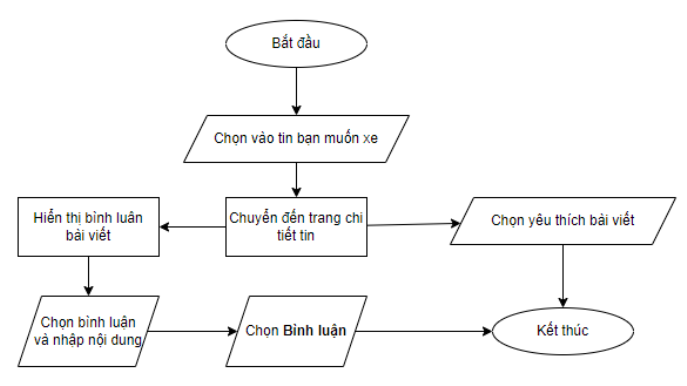 Bắt đầu
Chọn vào tin bạn muốn xe
Hiển thị bình luân
bài viết
Chuyển đến trang chi
tiết tin
Chọn yêu thích bài viết
Chọn bình luận
và nhập nội dung
Chọn Bình luận
Kết thúc